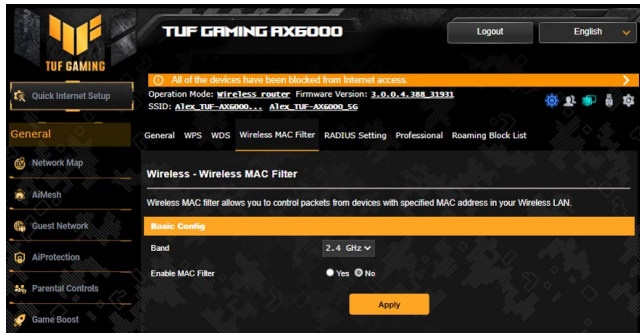 TUF GAMING AX6000
Logout
English
TUF GAMING
All of the devices have been blocked from Internet access.
Quick Internet Setup
Operation Mode: Wireless router Firmware Version: 3.0.0.4.388_31931
SSID: Alex_TUF-AX6000... Alex_TUF-AX6000_5G
General
General WPS WDS Wireless MAC Filter RADIUS Setting Professional Roaming Block List
Network Map
Wireless - Wireless MAC Filter
AiMesh
Wireless MAC filter allows you to control packets from devices with specified MAC address in your Wireless LAN.
Guest Network
Basic Config
Band 2.4 GHz
AiProtection
Enable MAC Filter Yes No
Parental Controls
Apply
Game Boost